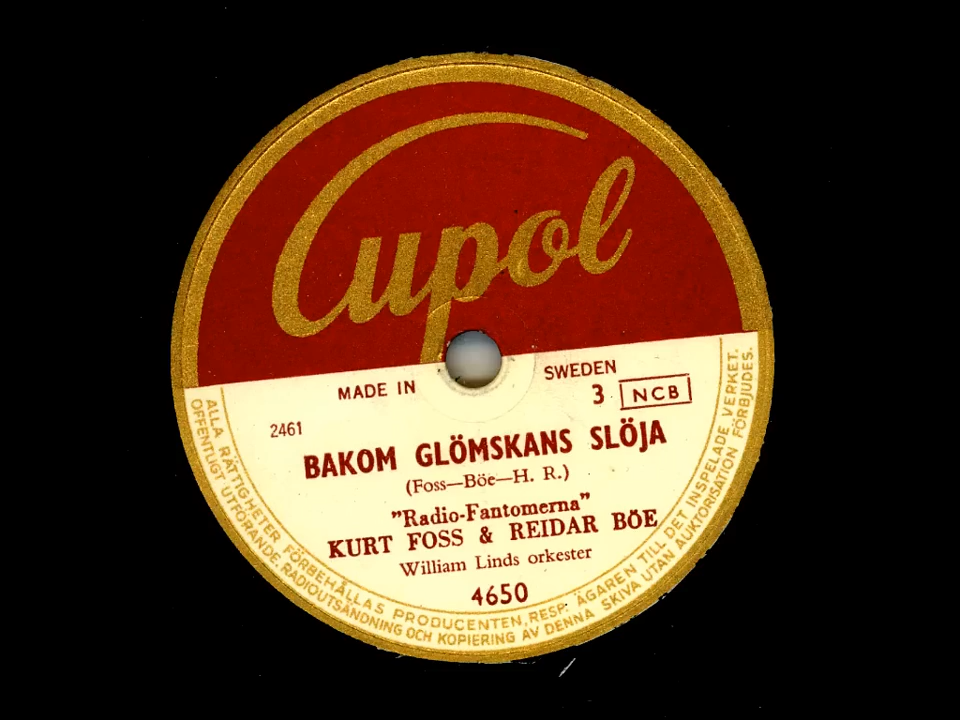 Cupol
MADE IN SWEDEN
3 NCB
2461
BAKOM GLÖMSKANS SLÖJA
(Foss—Böe—H. R.)
"Radio-Fantomerna"
KURT FOSS & REIDAR BÖE
William Linds orkester
4650
ALLA RÄTTIGHETER FÖRBEHÅLLAS PRODUCENTEN, RESP. ÄGAREN TILL DET INSPELADE VERKET.
OFFENTLIGT UTFÖRANDE, RADIOUTSÄNDNING OCH KOPIERING AV DENNA SKIVA UTAN AUKTORISATION FÖRBJUDES.